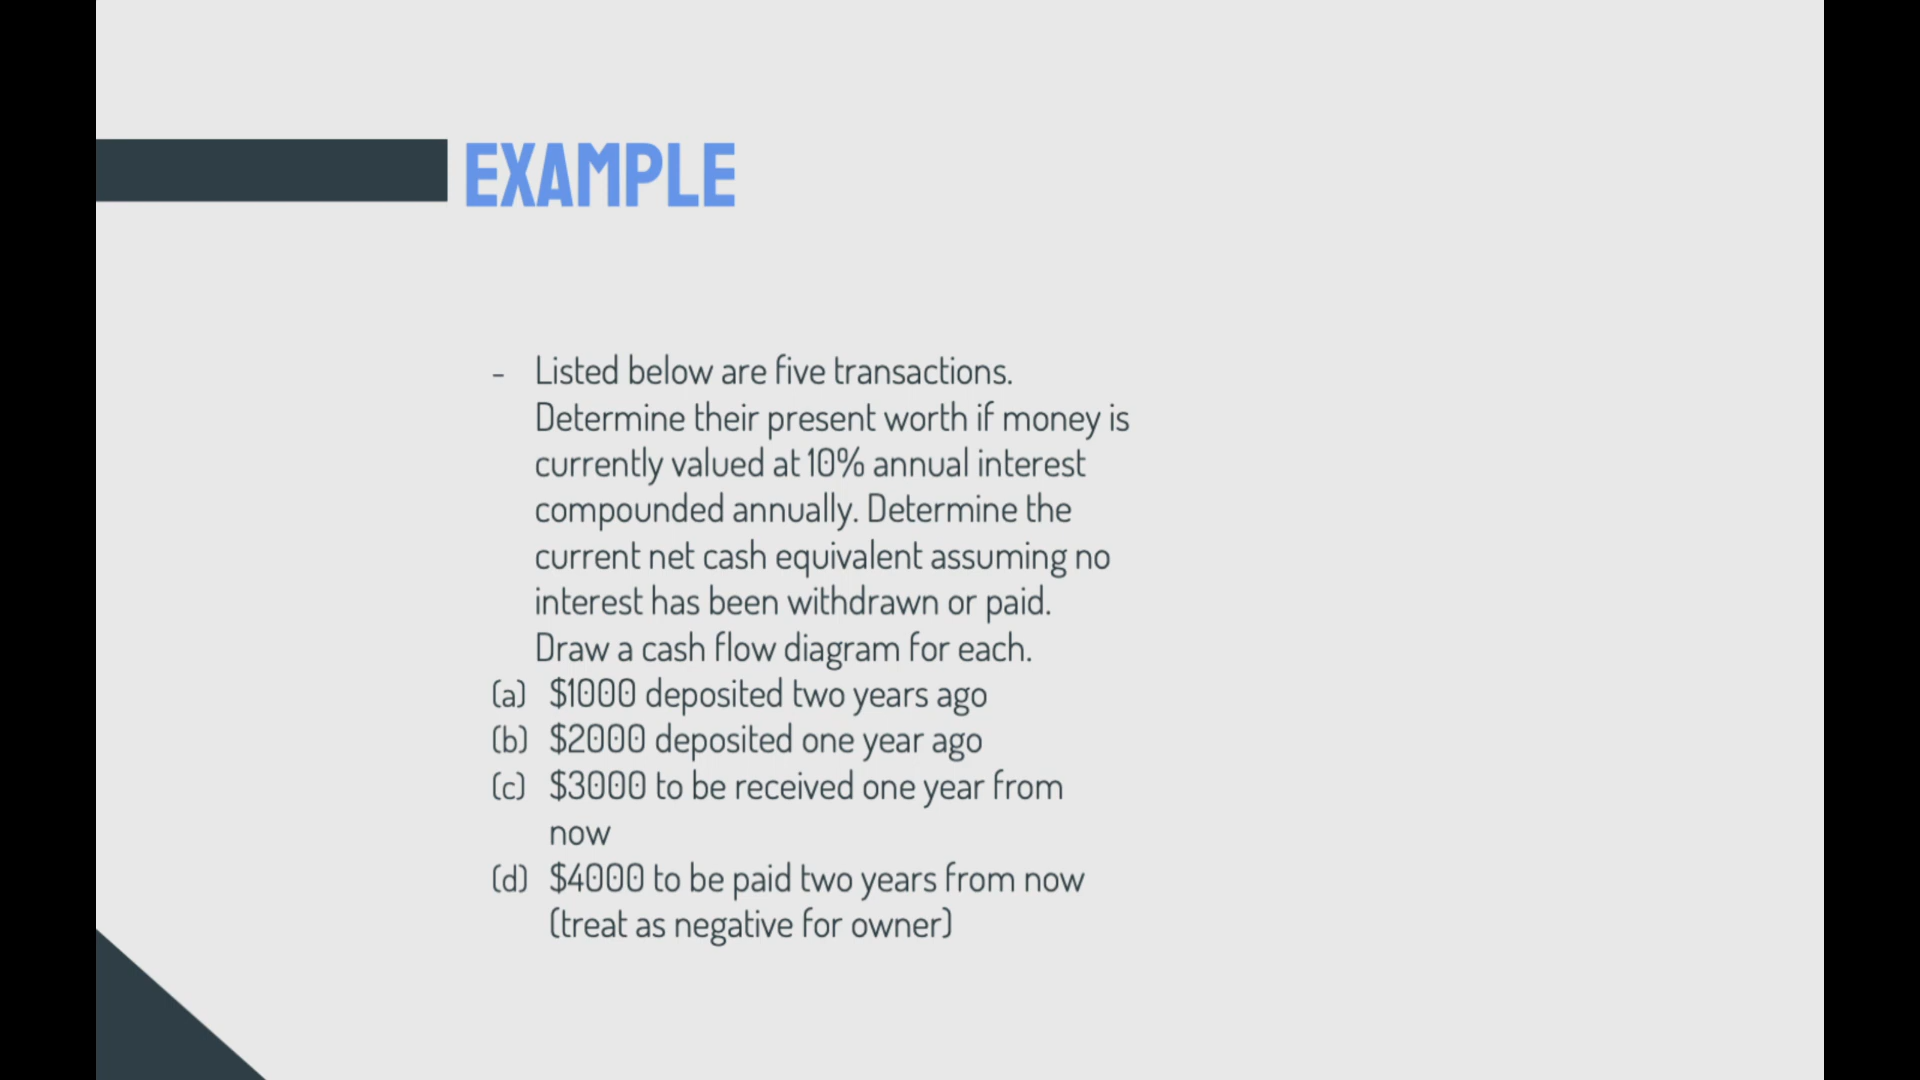 EXAMPLE
- Listed below are five transactions.
Determine their present worth if money is
currently valued at 10% annual interest
compounded annually. Determine the
current net cash equivalent assuming no
interest has been withdrawn or paid.
Draw a cash flow diagram for each.
(a) $1000 deposited two years ago
(b) $2000 deposited one year ago
(c) $3000 to be received one year from
now
(d) $4000 to be paid two years from now
(treat as negative for owner)